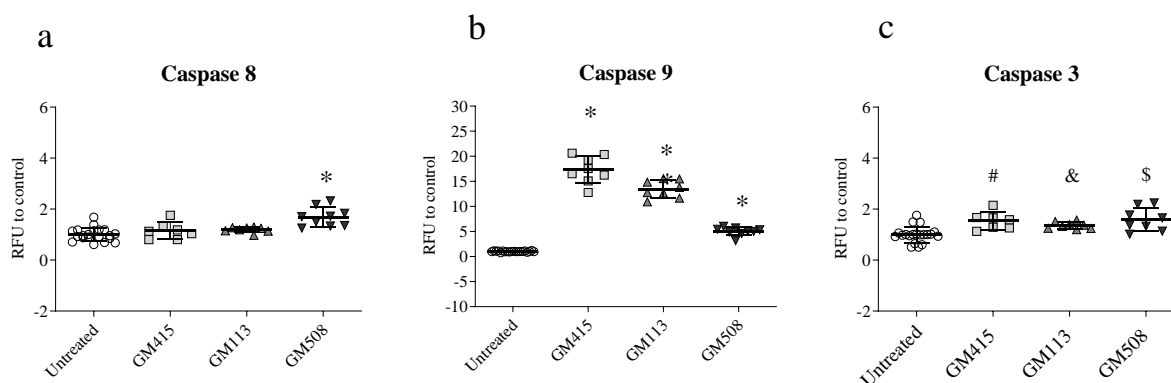 a
Caspase 8
RFU to control
6
4
2
0
-2
*
Untreated
GM415
GM113
GM508
b
Caspase 9
RFU to control
30
25
20
15
10
5
0
-5
-10
*
*
*
*
Untreated
GM415
GM113
GM508
c
Caspase 3
RFU to control
6
4
2
0
-2
#
&
$
Untreated
GM415
GM113
GM508